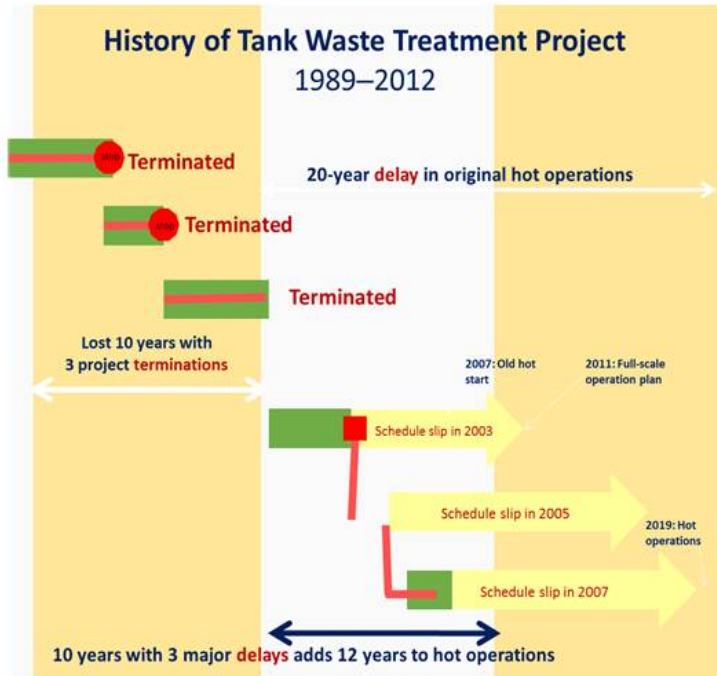 History of Tank Waste Treatment Project
1989–2012
stop
Terminated
20-year delay in original hot operations
stop
Terminated
Terminated
Lost 10 years with
3 project terminations
2007: Old hot
start
2011: Full-scale
operation plan
Schedule slip in 2003
Schedule slip in 2005
2019: Hot
operations
Schedule slip in 2007
10 years with 3 major delays adds 12 years to hot operations